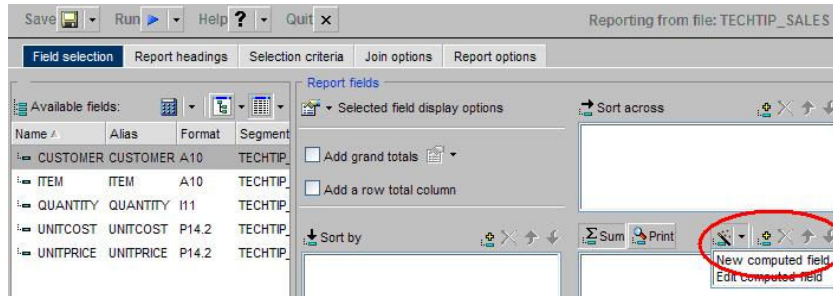 Save Run Help ? Quit x Reporting from file: TECHTIP_SALES
Field selection Report headings Selection criteria Join options Report options
Report fields
Available fields: Selected field display options Sort across
Name Alias Format Segment
CUSTOMER CUSTOMER A10 TECHTIP_
Add grand totals
ITEM ITEM A10 TECHTIP_
Add a row total column
QUANTITY QUANTITY I11 TECHTIP_
UNITCOST UNITCOST P14.2 TECHTIP_
Sort by Σ Sum Print
UNITPRICE UNITPRICE P14.2 TECHTIP_
New computed field
Edit computed field